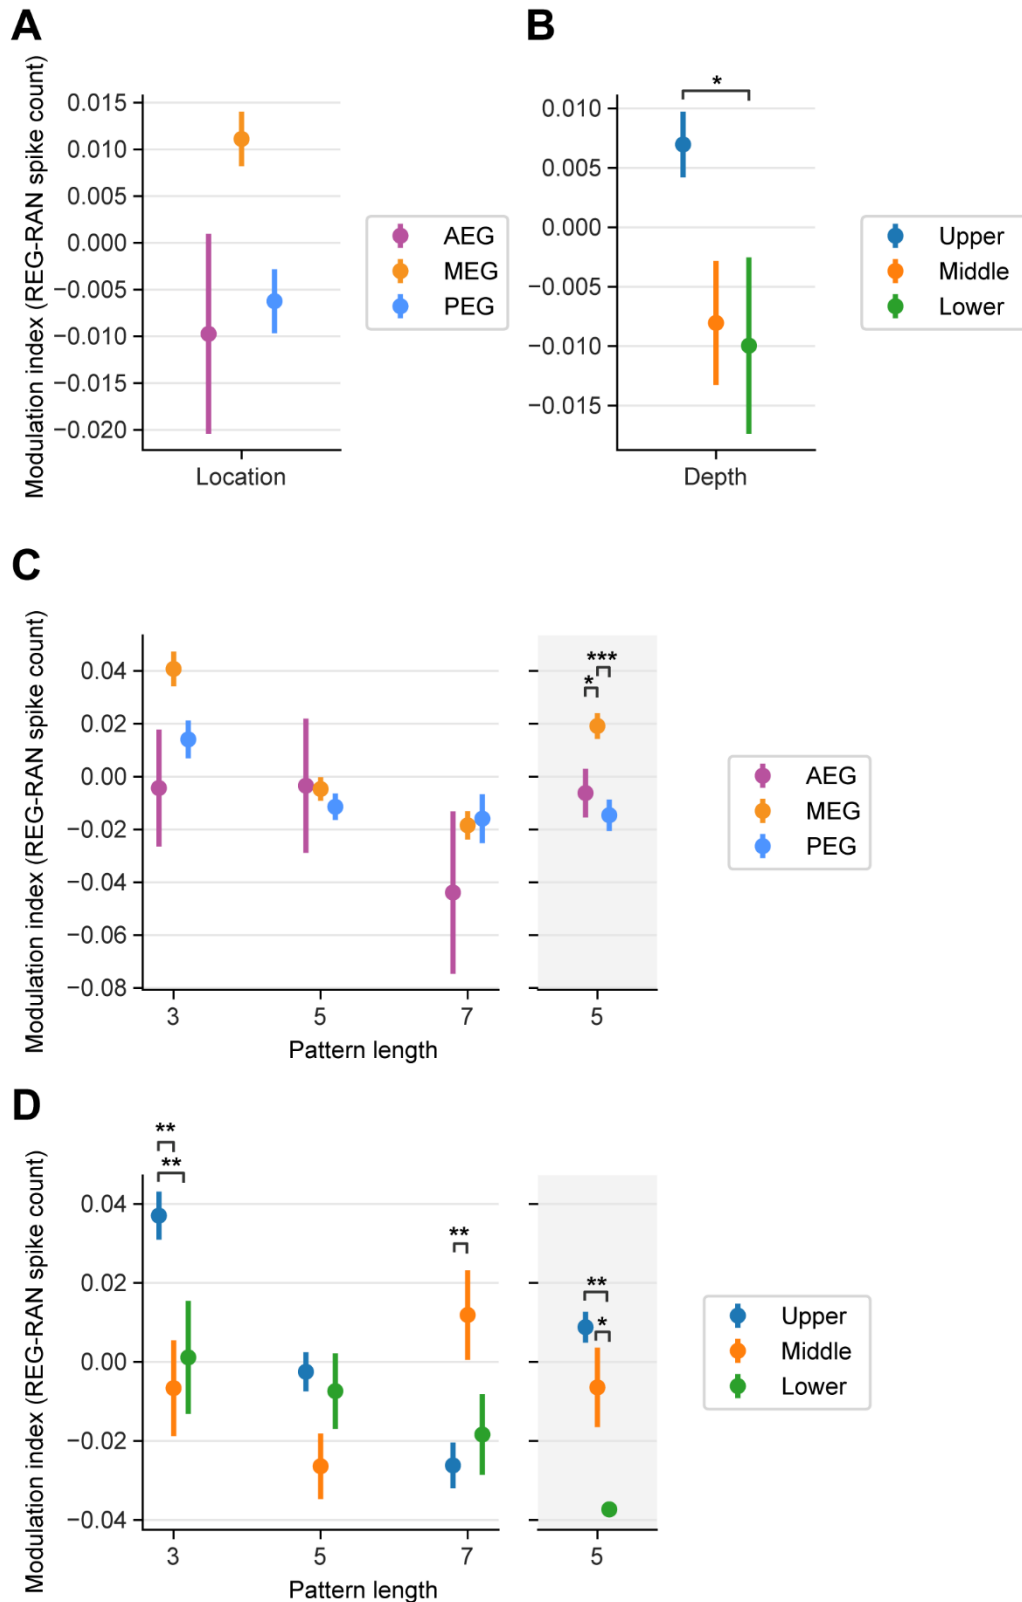 A
Modulation index (REG-RAN spike count)
0.015
0.010
0.005
0.000
−0.005
−0.010
−0.015
−0.020
Location
AEG
MEG
PEG
B
*
0.010
0.005
0.000
−0.005
−0.010
−0.015
Depth
Upper
Middle
Lower
C
Modulation index (REG-RAN spike count)
0.04
0.02
0.00
−0.02
−0.04
−0.06
−0.08
3
5
7
Pattern length
***
*
5
AEG
MEG
PEG
D
Modulation index (REG-RAN spike count)
**
**
**
0.04
0.02
0.00
−0.02
−0.04
3
5
7
Pattern length
**
*
5
Upper
Middle
Lower